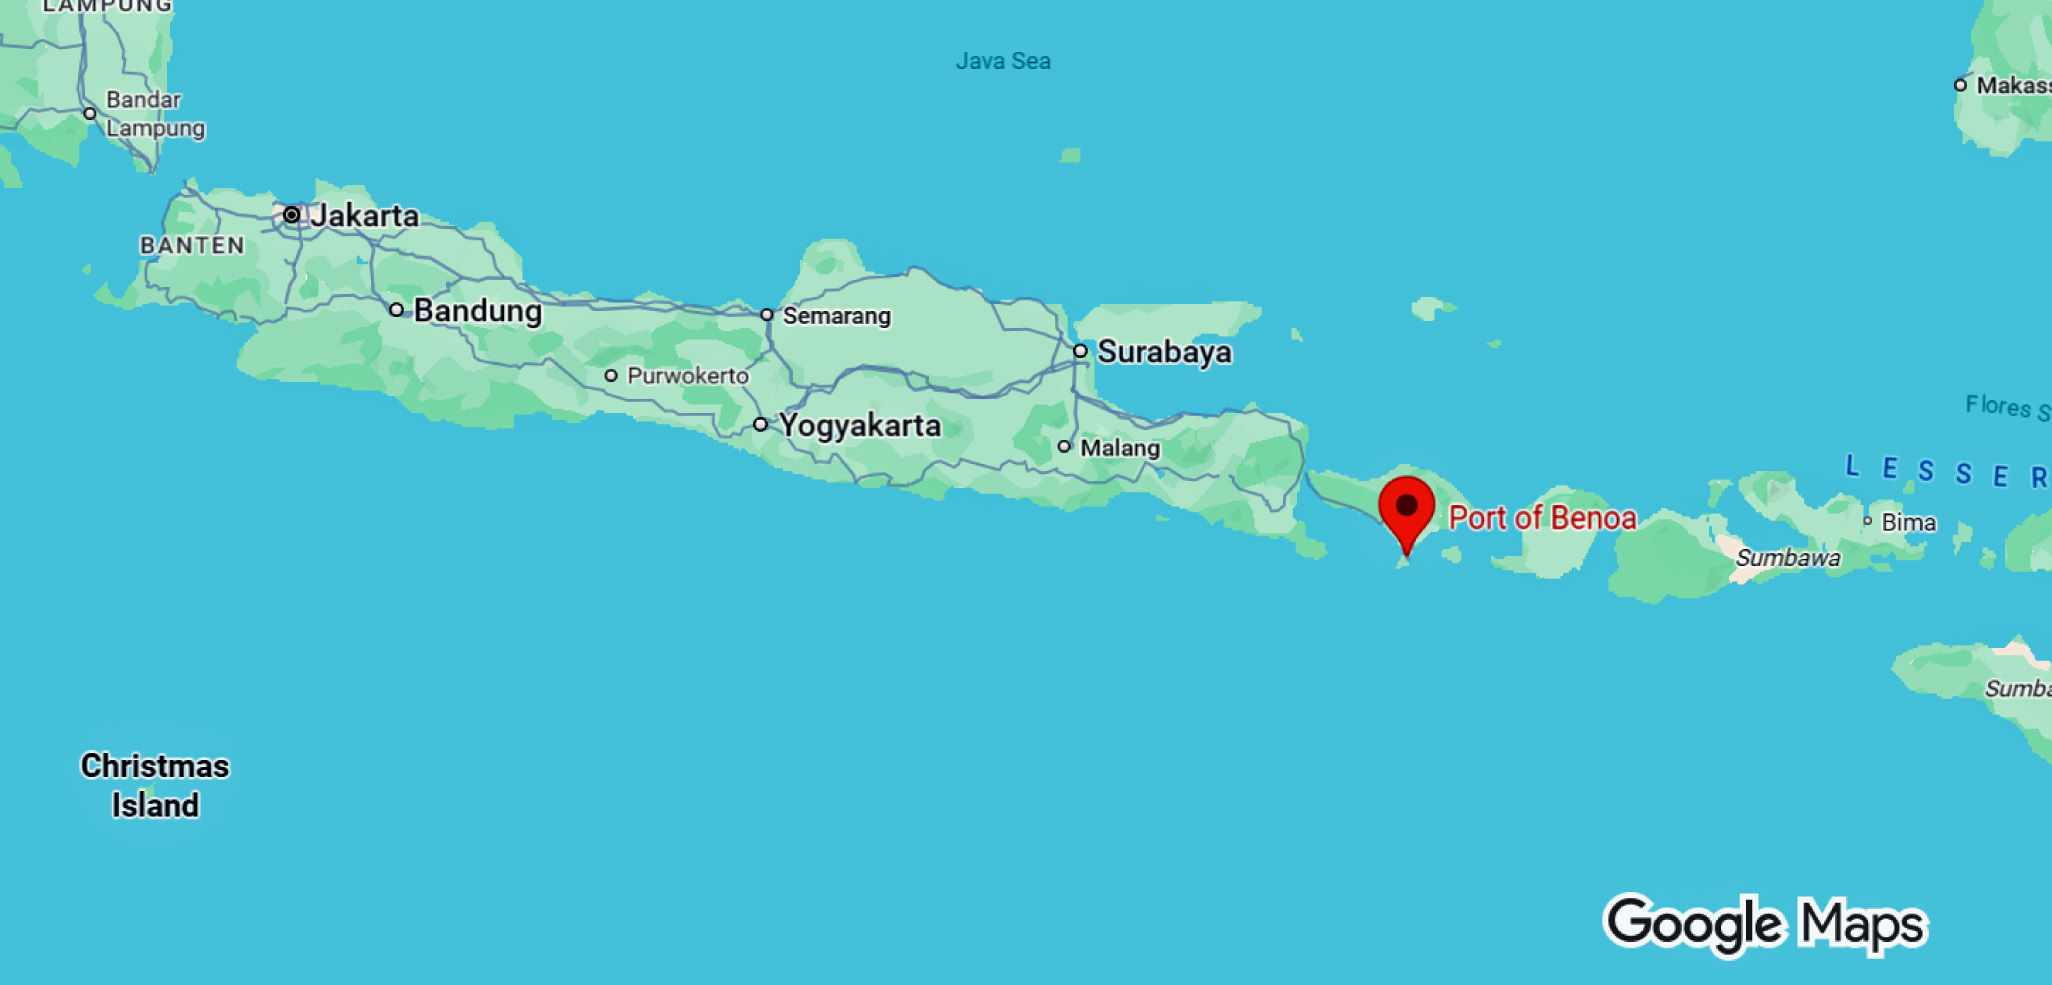 LAMPUNG
Java Sea
Bandar
Lampung
Makass
Jakarta
BANTEN
Bandung
Semarang
Surabaya
Purwokerto
Yogyakarta
Malang
Flores S
LESSER
Port of Benoa
Bima
Sumbawa
Sumba
Christmas
Island
Google Maps